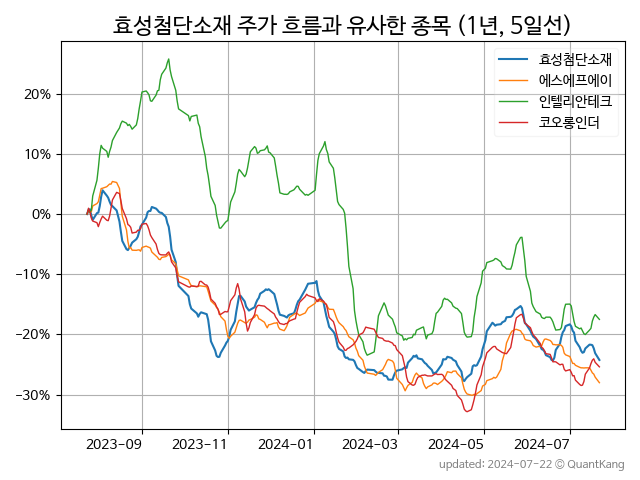 효성첨단소재 주가 흐름과 유사한 종목 (1년, 5일선)
효성첨단소재
에스에프에이
인텔리안테크
코오롱인더
20%
10%
0%
−10%
−20%
−30%
2023−09 2023−11 2024−01 2024−03 2024−05 2024−07
updated: 2024-07-22 © QuantKang